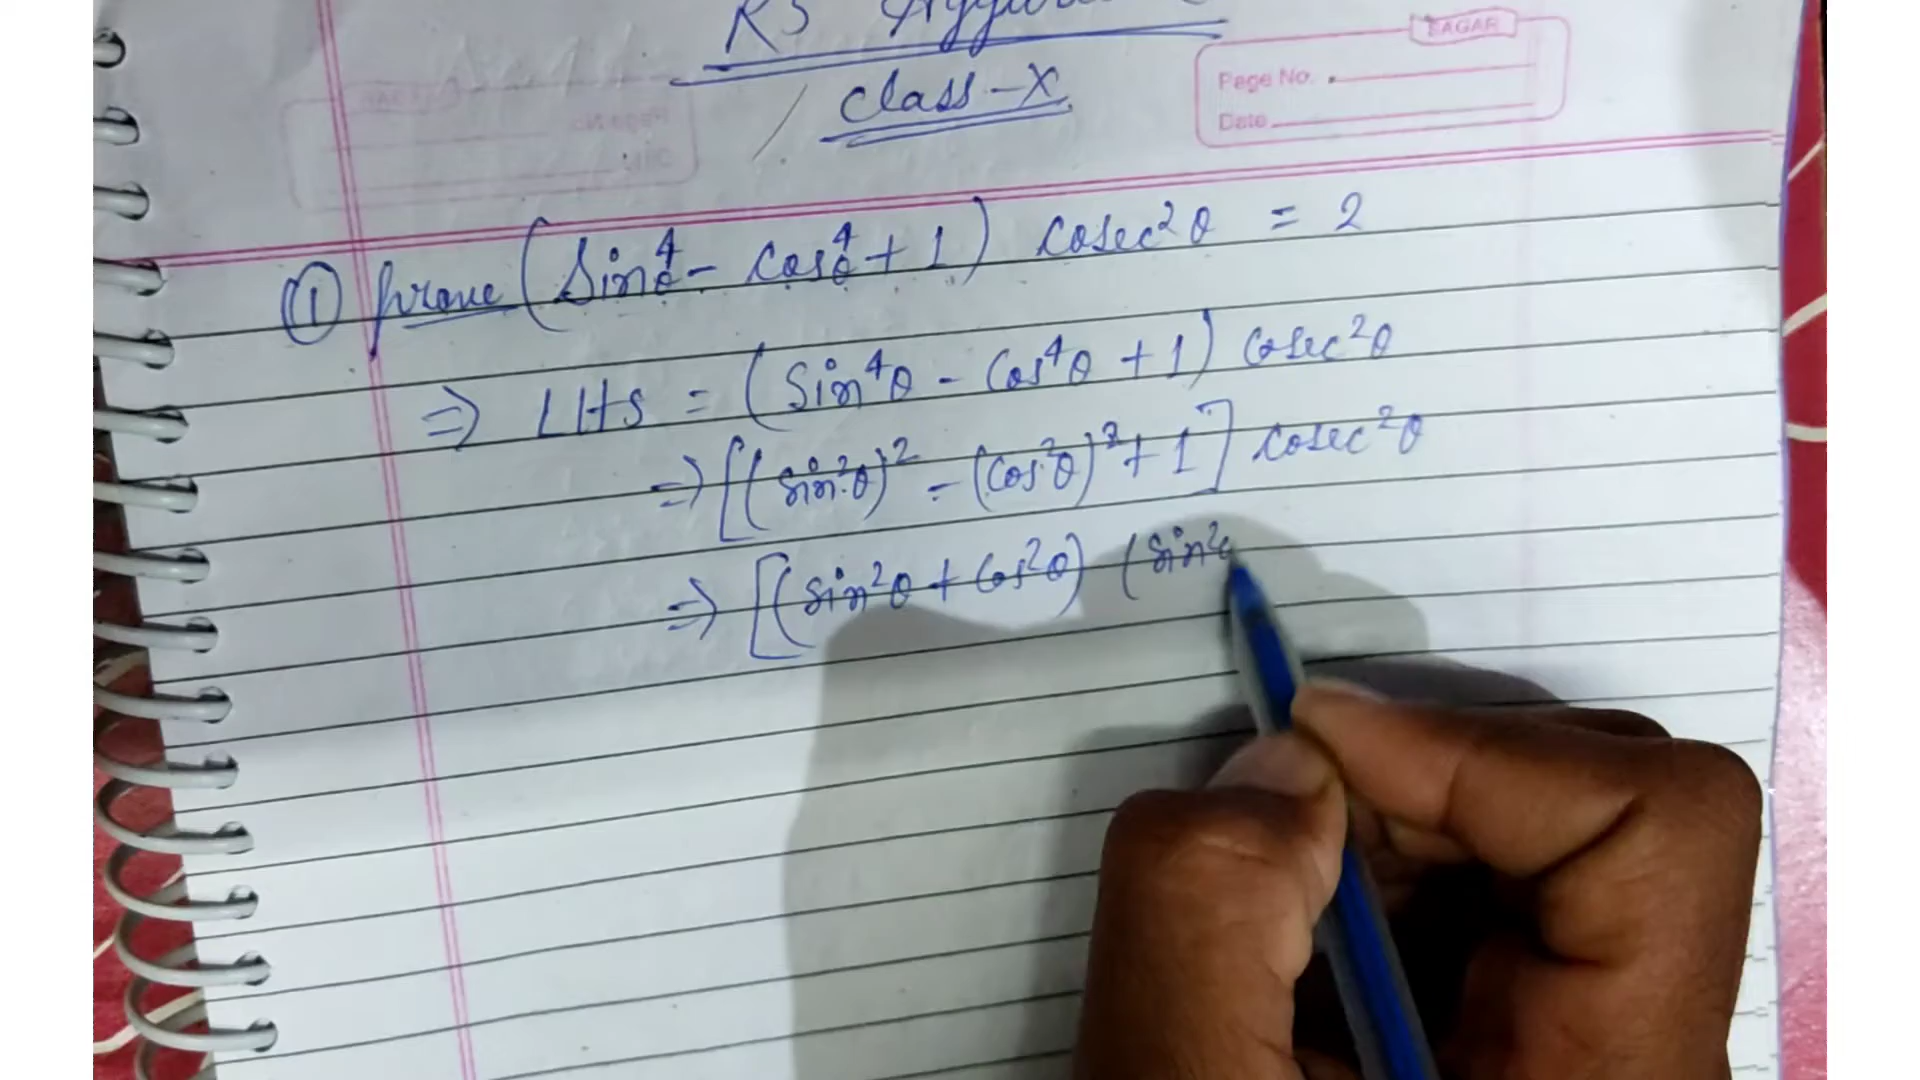 RS
Class-X
SAGAR
Page No.
Date
① prove (Sin⁴θ - Cos⁴θ + 1) Cosec²θ = 2
⇒ LHS = (Sin⁴θ - Cos⁴θ + 1) Cosec²θ
⇒ [(sin²θ)² - (Cos²θ)² + 1] Cosec²θ
⇒ [(sin²θ + Cos²θ) (sin²